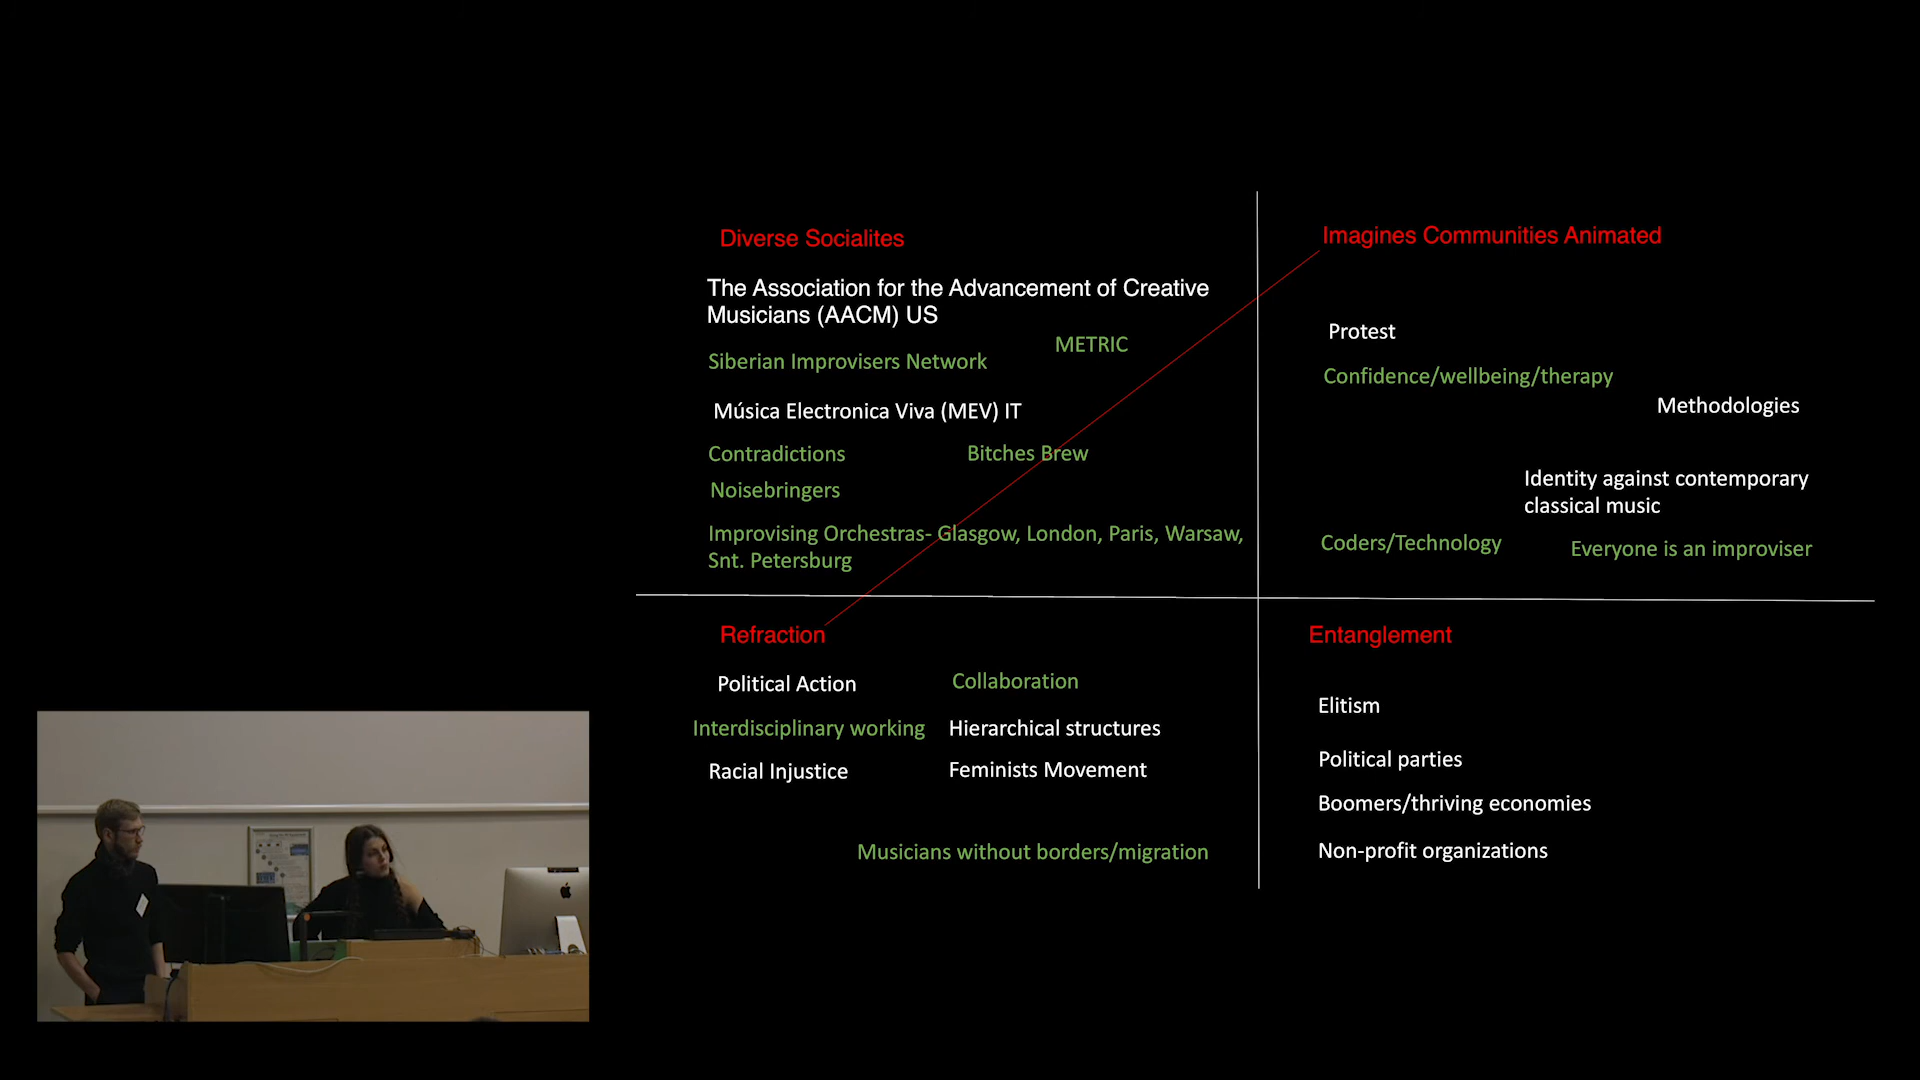 Diverse Socialites
The Association for the Advancement of Creative
Musicians (AACM) US
METRIC
Siberian Improvisers Network
Música Electronica Viva (MEV) IT
Contradictions
Bitches Brew
Noisebringers
Improvising Orchestras- Glasgow, London, Paris, Warsaw,
Snt. Petersburg
Imagines Communities Animated
Protest
Confidence/wellbeing/therapy
Methodologies
Identity against contemporary
classical music
Coders/Technology
Everyone is an improviser
Refraction
Political Action
Collaboration
Interdisciplinary working
Hierarchical structures
Racial Injustice
Feminists Movement
Musicians without borders/migration
Entanglement
Elitism
Political parties
Boomers/thriving economies
Non-profit organizations